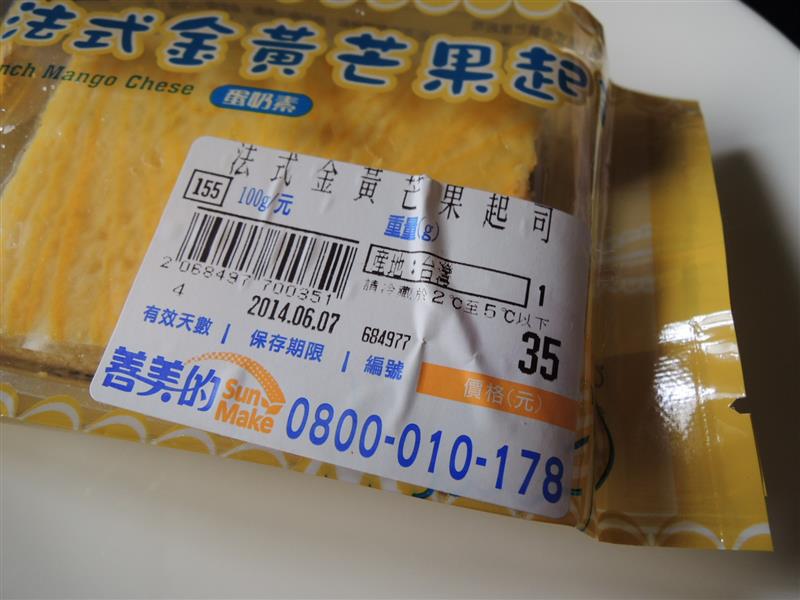 法式金黃芒果起
nch Mango Chese
蛋奶素
法式金黃芒果起司
155 100g/元 重量(g)
產地:台灣 1
請冷藏於2℃至5℃以下
2 068497 700351
4 2014.06.07 684977 35
有效天數 | 保存期限 | 編號 價格(元)
善美的 Sun Make 0800-010-178